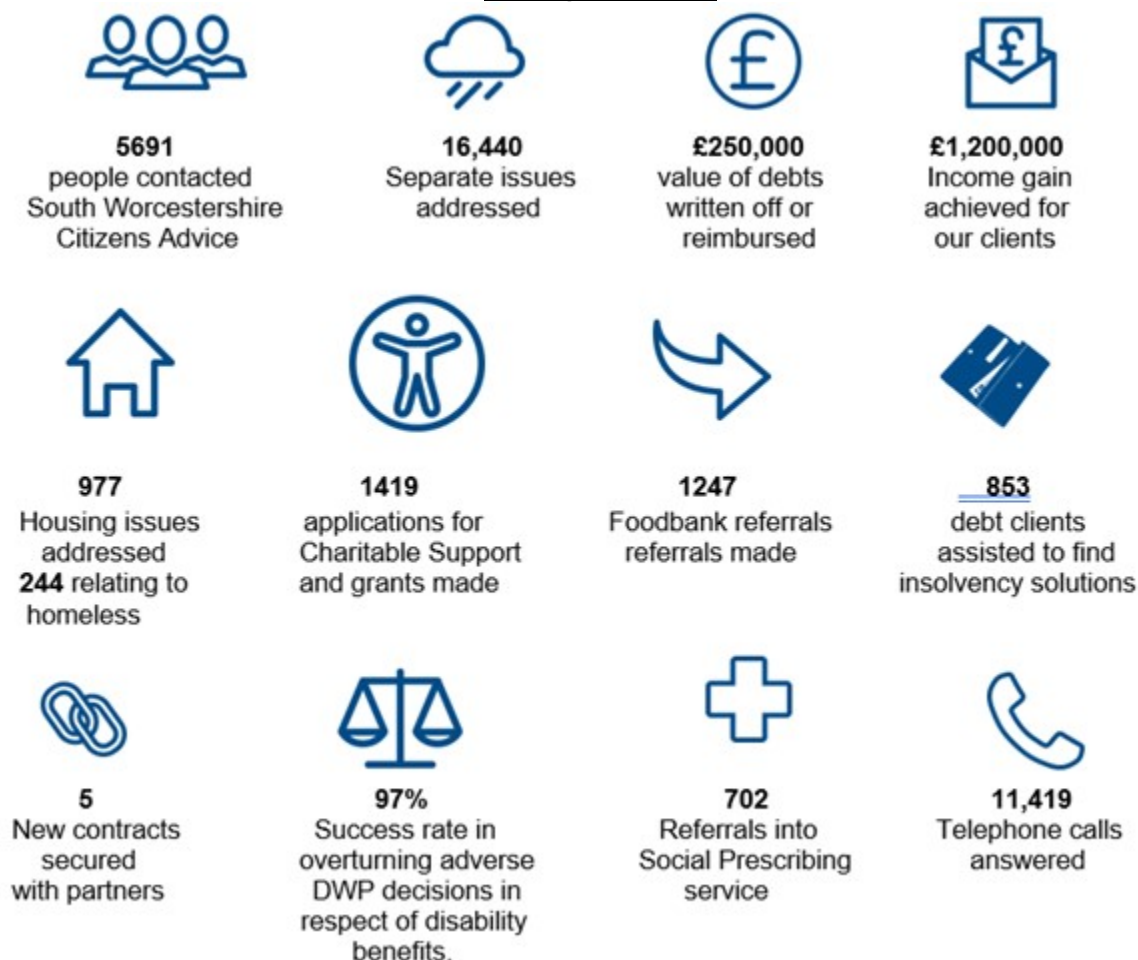 5691
people contacted
South Worcestershire
Citizens Advice
16,440
Separate issues
addressed
£250,000
value of debts
written off or
reimbursed
£1,200,000
Income gain
achieved for
our clients
977
Housing issues
addressed
244 relating to
homeless
1419
applications for
Charitable Support
and grants made
1247
Foodbank referrals
referrals made
853
debt clients
assisted to find
insolvency solutions
5
New contracts
secured
with partners
97%
Success rate in
overturning adverse
DWP decisions in
respect of disability
benefits.
702
Referrals into
Social Prescribing
service
11,419
Telephone calls
answered